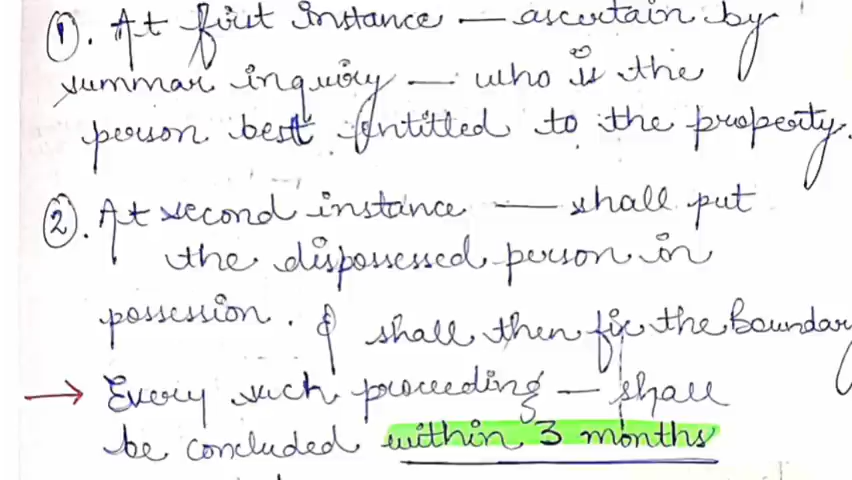 ①. At first instance — ascertain by
summar inquiry — who is the
person best entitled to the property.
②. At second instance — shall put
the dispossessed person in
possession. & shall then fix the Boundary
→ Every such proceeding — shall
be concluded within 3 months